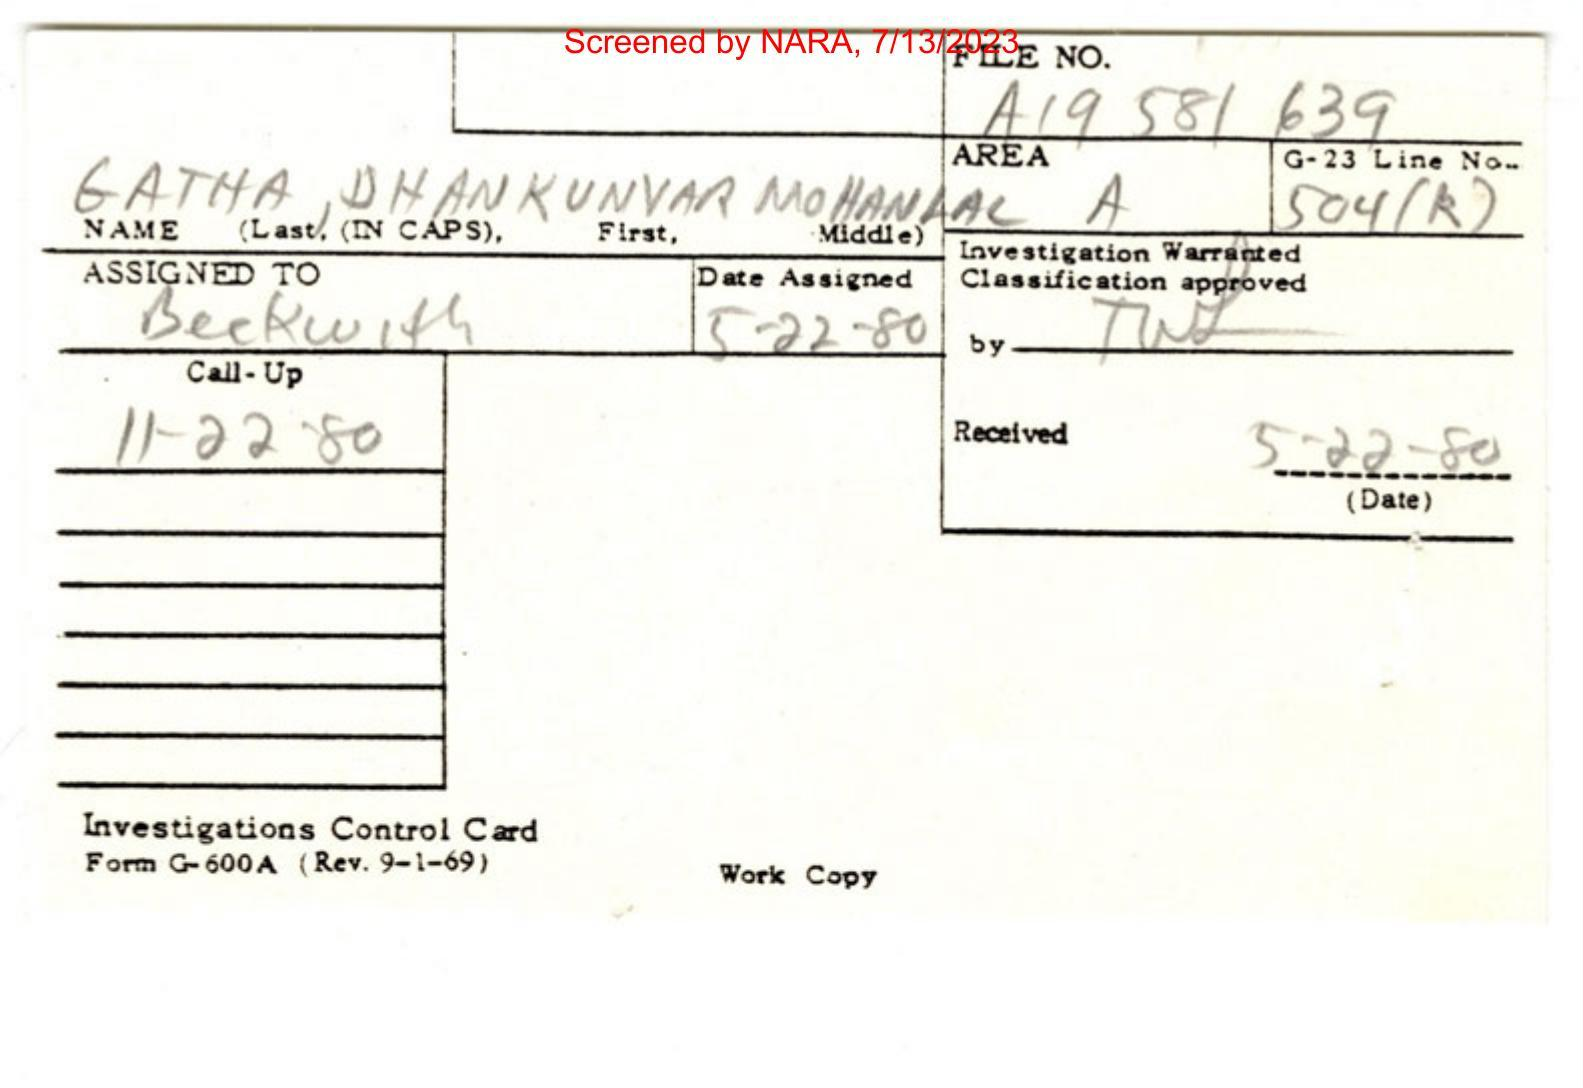 Screened by NARA, 7/13/2023
FILE NO.
A19 581 639
AREA
A
G-23 Line No.
504(R)
GATHA, DHANKUNVAR MOHANLAL
NAME (Last, (IN CAPS), First, Middle)
ASSIGNED TO
Beckwith
Date Assigned
5-22-80
Investigation Warranted
Classification approved
by
Call-Up
11-22-80
Received
5-22-80
(Date)
Investigations Control Card
Form G-600A (Rev. 9-1-69)
Work Copy